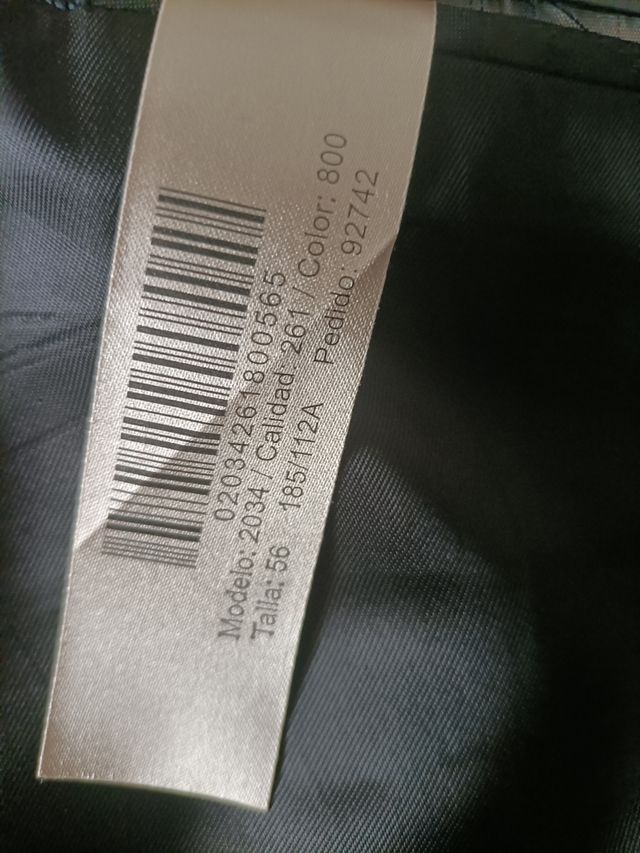 02034261800565
Modelo: 2034 / Calidad: 261 / Color: 800
Talla: 56 185/112A Pedido: 92742